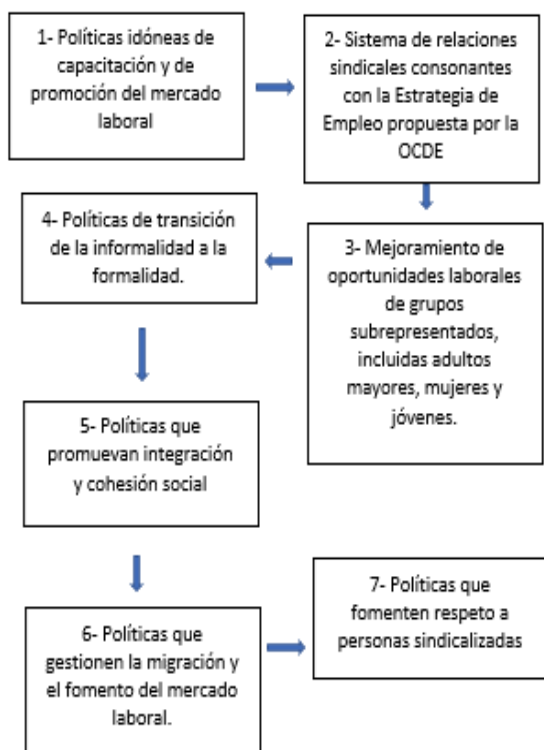 1- Políticas idóneas de
capacitación y de
promoción del mercado
laboral
2- Sistema de relaciones
sindicales consonantes
con la Estrategia de
Empleo propuesta por la
OCDE
3- Mejoramiento de
oportunidades laborales
de grupos
subrepresentados,
incluidas adultos
mayores, mujeres y
jóvenes.
4- Políticas de transición
de la informalidad a la
formalidad.
5- Políticas que
promuevan integración
y cohesión social
6- Políticas que
gestionen la migración y
el fomento del mercado
laboral.
7- Políticas que
fomenten respeto a
personas sindicalizadas